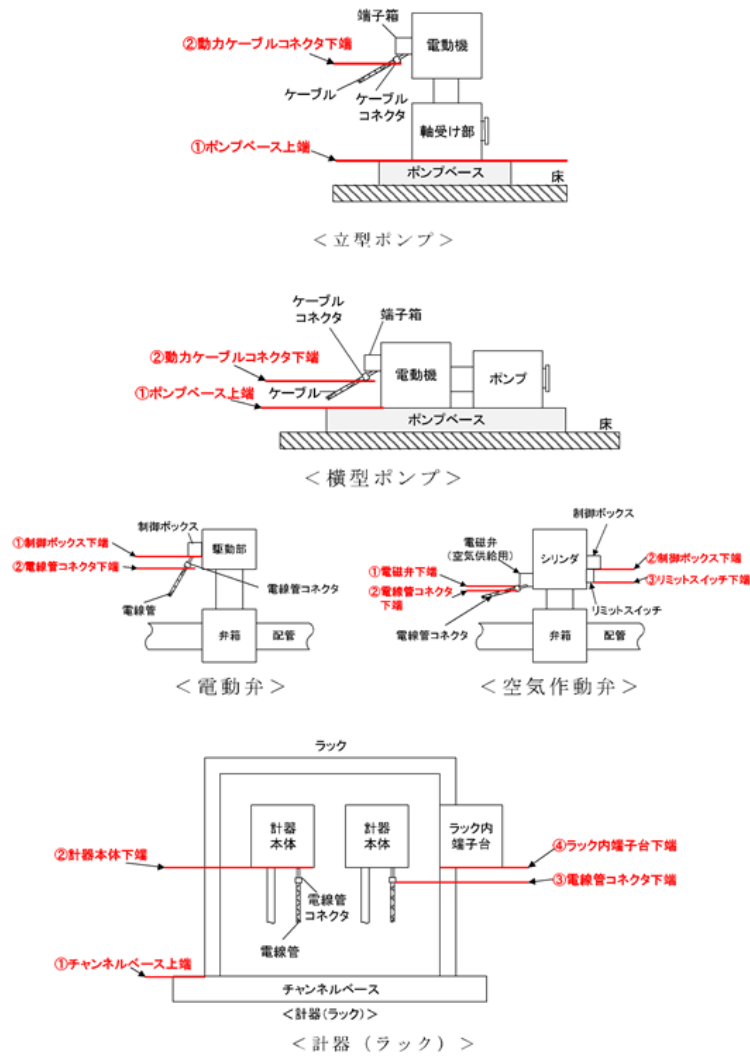 端子箱
②動力ケーブルコネクタ下端
電動機
ケーブル
ケーブル
コネクタ
軸受け部
①ポンプベース上端
ポンプベース
床
＜立型ポンプ＞
ケーブル
コネクタ
端子箱
②動力ケーブルコネクタ下端
電動機
ポンプ
ケーブル
①ポンプベース上端
ポンプベース
床
＜横型ポンプ＞
制御ボックス
①制御ボックス下端
駆動部
②電線管コネクタ下端
電線管コネクタ
電線管
弁箱
配管
＜電動弁＞
電磁弁
(空気供給用)
シリンダ
制御ボックス
②制御ボックス下端
①電磁弁下端
③リミットスイッチ下端
②電線管コネクタ
下端
リミットスイッチ
電線管コネクタ
弁箱
配管
＜空気作動弁＞
ラック
計器
本体
計器
本体
ラック内
端子台
②計器本体下端
④ラック内端子台下端
③電線管コネクタ下端
電線管
コネクタ
電線管
①チャンネルベース上端
チャンネルベース
＜計器(ラック)＞
＜計器（ラック）＞